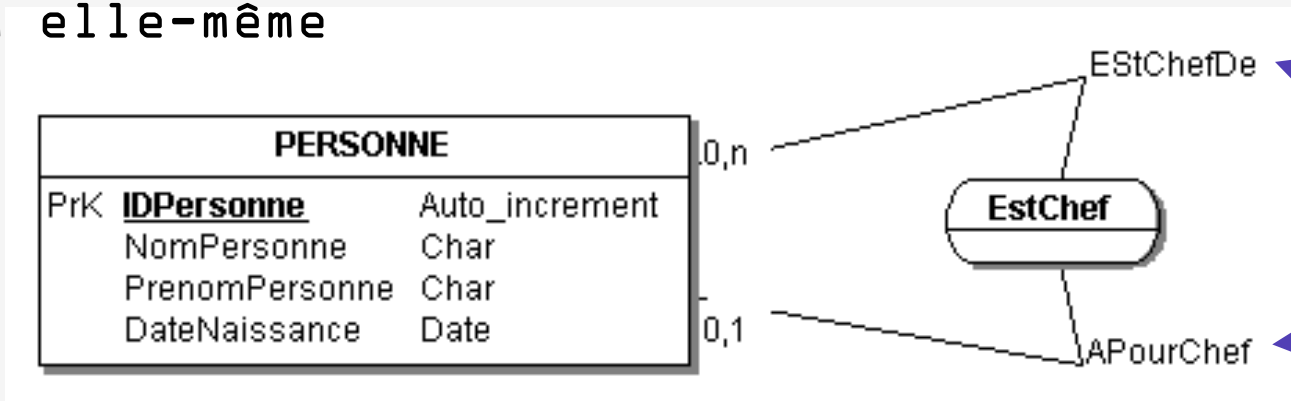 elle-même
EStChefDe
PERSONNE
0,n
PrK IDPersonne Auto_increment
EstChef
NomPersonne Char
PrenomPersonne Char
DateNaissance Date
0,1
APourChef